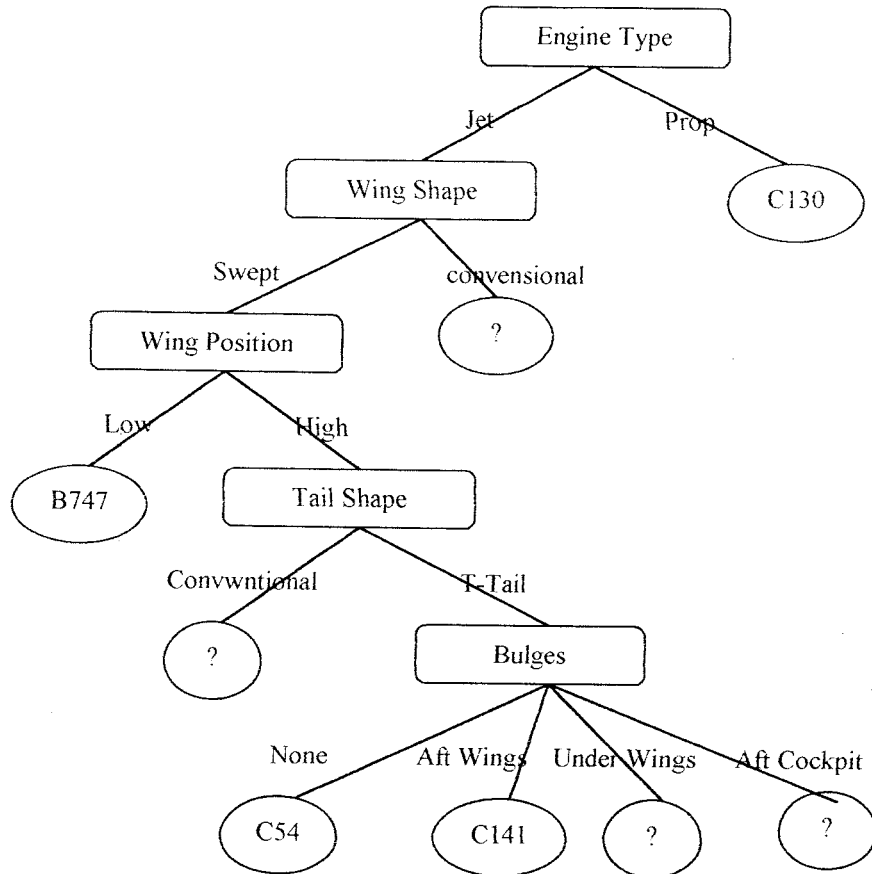 Engine Type
Jet
Prop
Wing Shape
C130
Swept
convensional
Wing Position
?
Low
High
B747
Tail Shape
Convwntional
T-Tail
?
Bulges
None
Aft Wings
Under Wings
Aft Cockpit
C54
C141
?
?